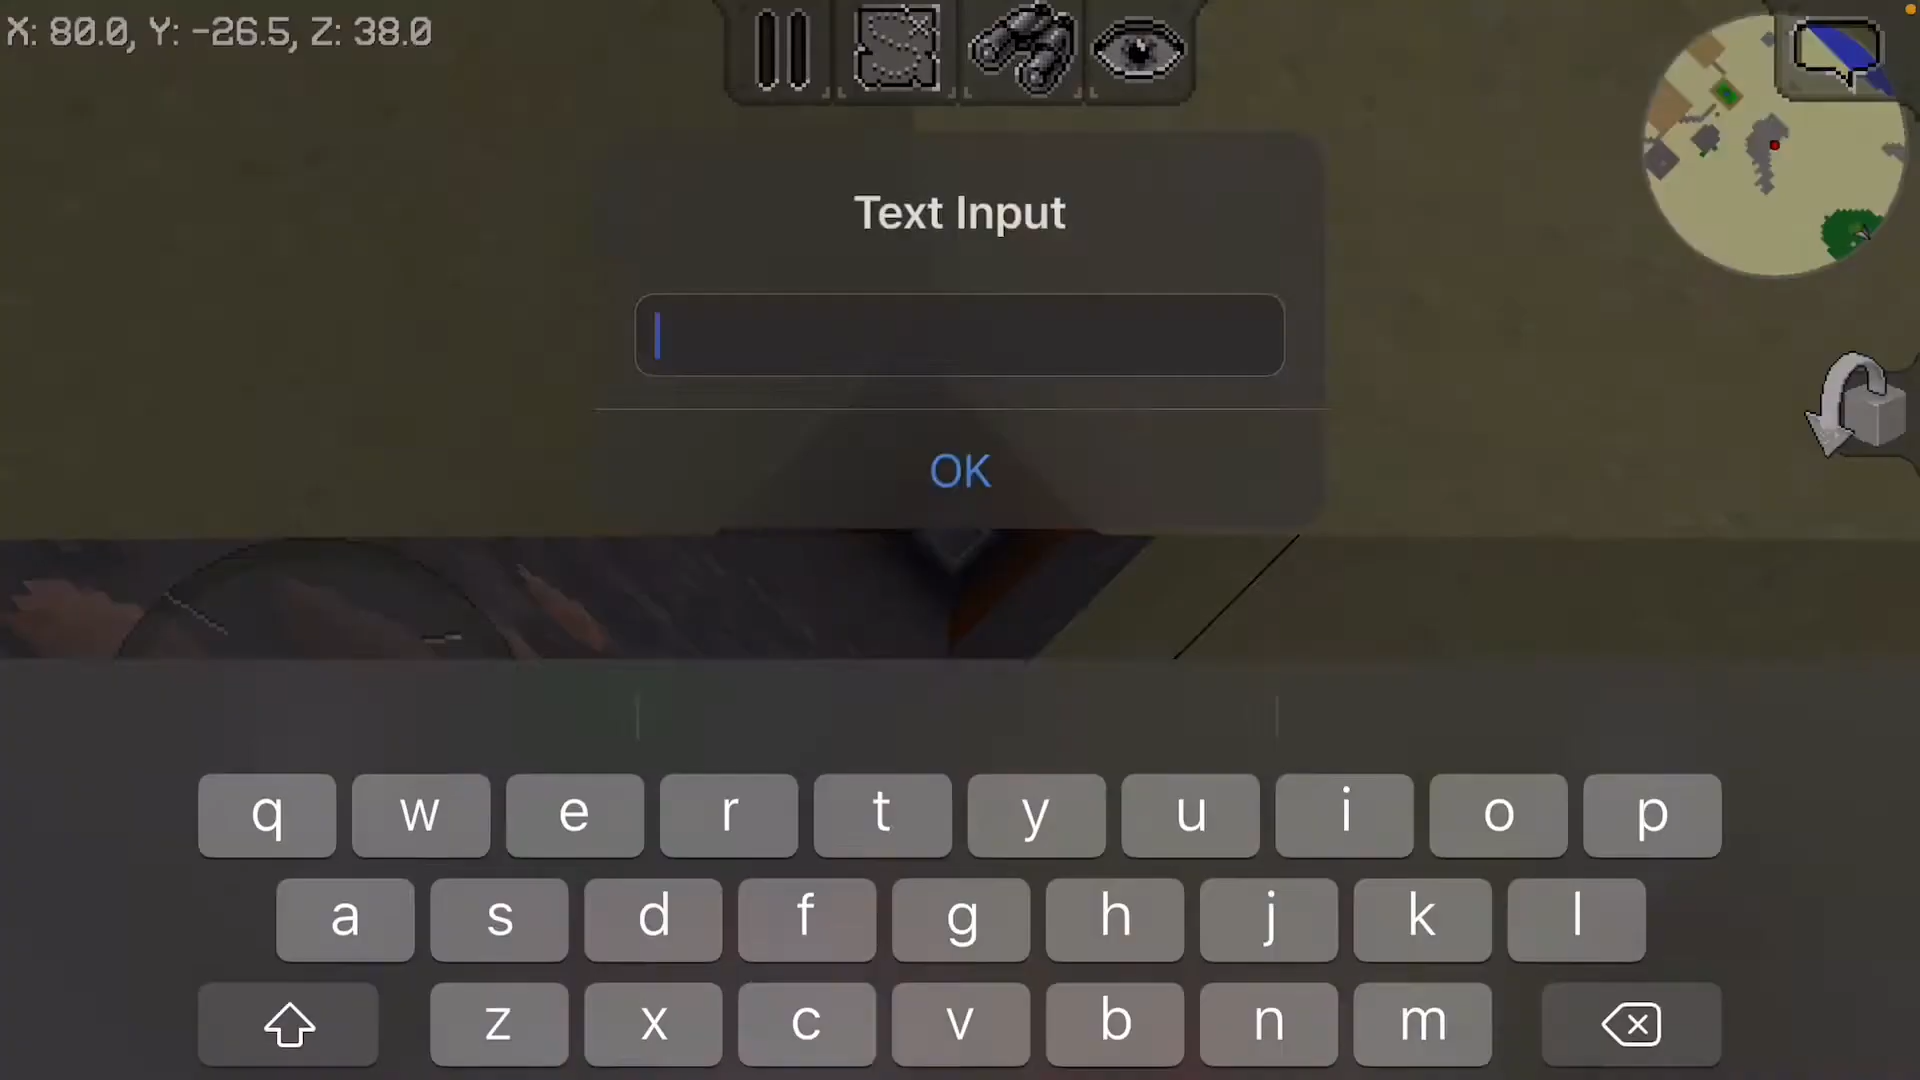 X: 80.0, Y: -26.5, Z: 38.0
Text Input
OK
q w e r t y u i o p
a s d f g h j k l
z x c v b n m